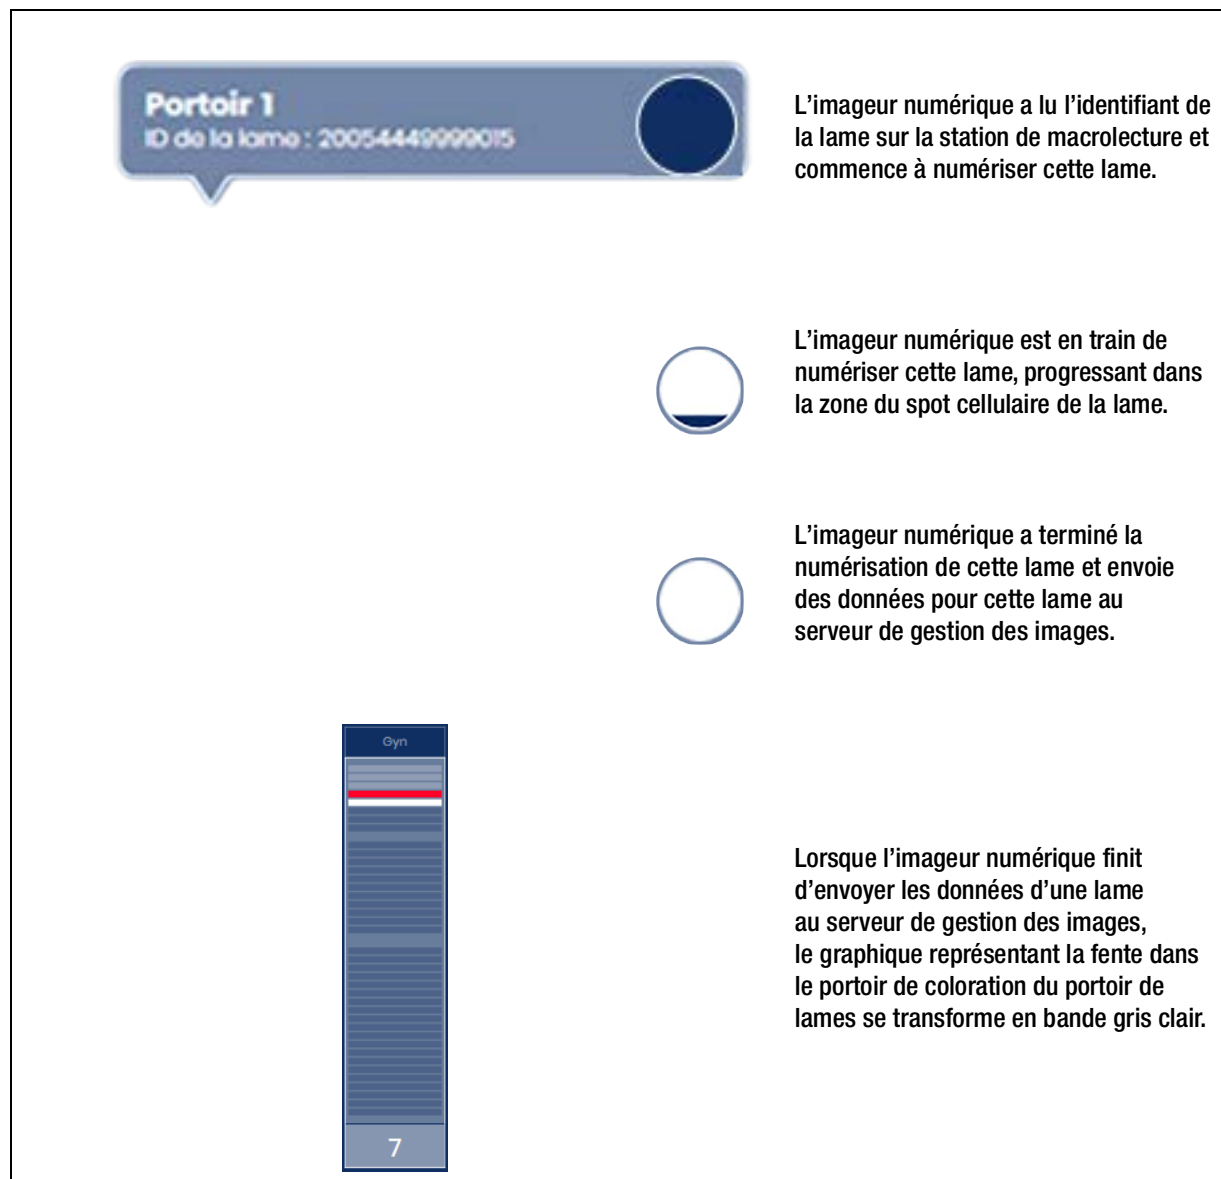 Portoir 1
ID de la lame : 20054449999015
L’imageur numérique a lu l’identifiant de
la lame sur la station de macrolecture et
commence à numériser cette lame.
L’imageur numérique est en train de
numériser cette lame, progressant dans
la zone du spot cellulaire de la lame.
L’imageur numérique a terminé la
numérisation de cette lame et envoie
des données pour cette lame au
serveur de gestion des images.
Gyn
7
Lorsque l’imageur numérique finit
d’envoyer les données d’une lame
au serveur de gestion des images,
le graphique représentant la fente dans
le portoir de coloration du portoir de
lames se transforme en bande gris clair.